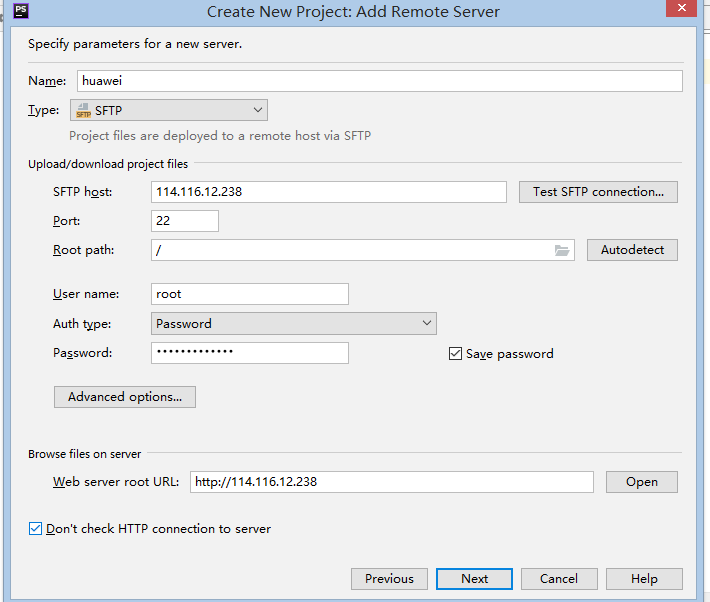 PS
Create New Project: Add Remote Server
Specify parameters for a new server.
Name: huawei
Type: SFTP SFTP
Project files are deployed to a remote host via SFTP
Upload/download project files
SFTP host: 114.116.12.238 Test SFTP connection...
Port: 22
Root path: / Autodetect
User name: root
Auth type: Password
Password: ••••••••••••• Save password
Advanced options...
Browse files on server
Web server root URL: http://114.116.12.238 Open
Don't check HTTP connection to server
Previous Next Cancel Help